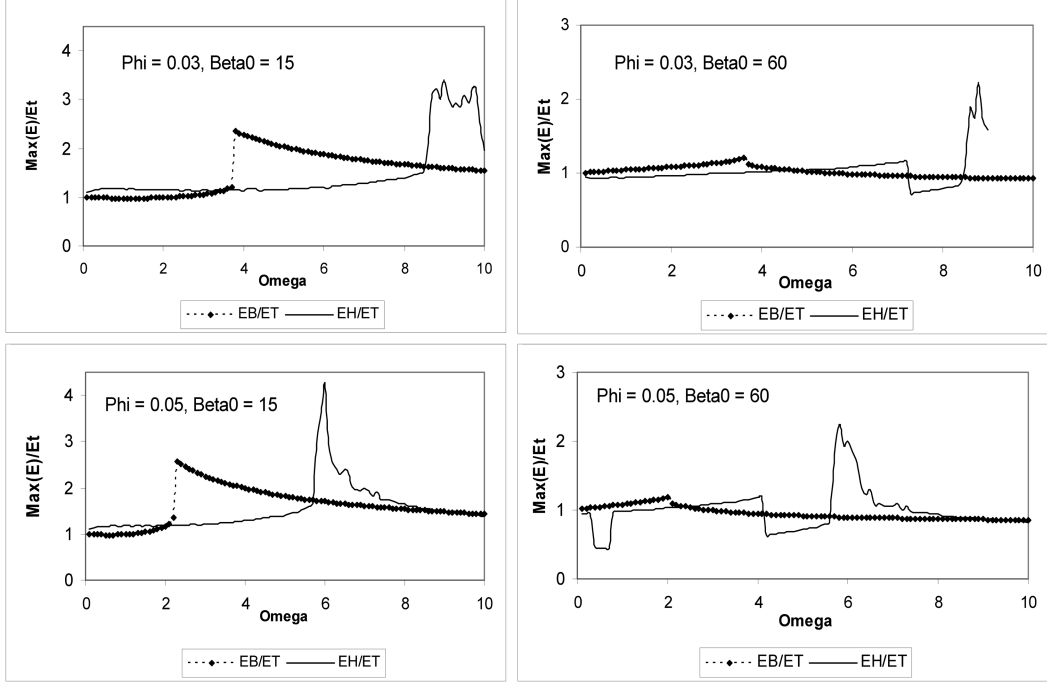 Phi = 0.03, Beta0 = 15
Max(E)/Et
4
3
2
1
0
0 2 4 6 8 10
Omega
EB/ET EH/ET
Phi = 0.03, Beta0 = 60
Max(E)/Et
3
2
1
0
0 2 4 6 8 10
Omega
EB/ET EH/ET
Phi = 0.05, Beta0 = 15
Max(E)/Et
4
3
2
1
0
0 2 4 6 8 10
Omega
EB/ET EH/ET
Phi = 0.05, Beta0 = 60
Max(E)/Et
3
2
1
0
0 2 4 6 8 10
Omega
EB/ET EH/ET